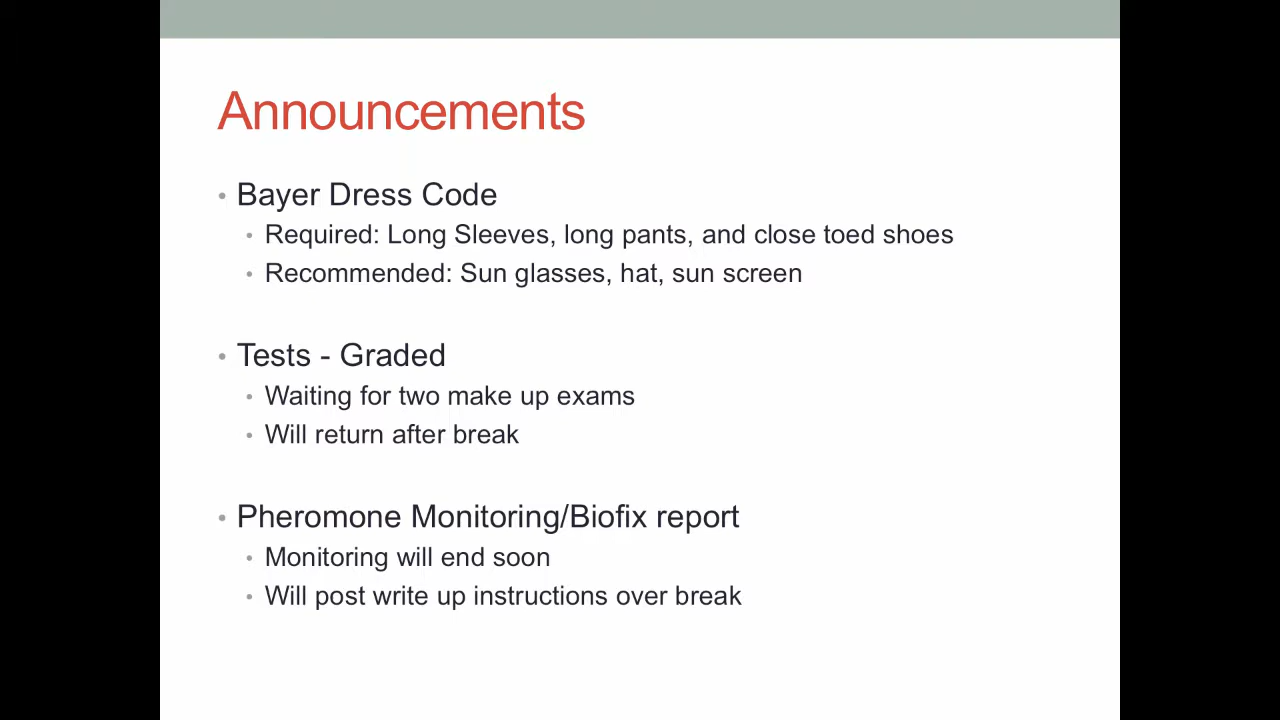 Announcements
• Bayer Dress Code
• Required: Long Sleeves, long pants, and close toed shoes
• Recommended: Sun glasses, hat, sun screen
• Tests - Graded
• Waiting for two make up exams
• Will return after break
• Pheromone Monitoring/Biofix report
• Monitoring will end soon
• Will post write up instructions over break